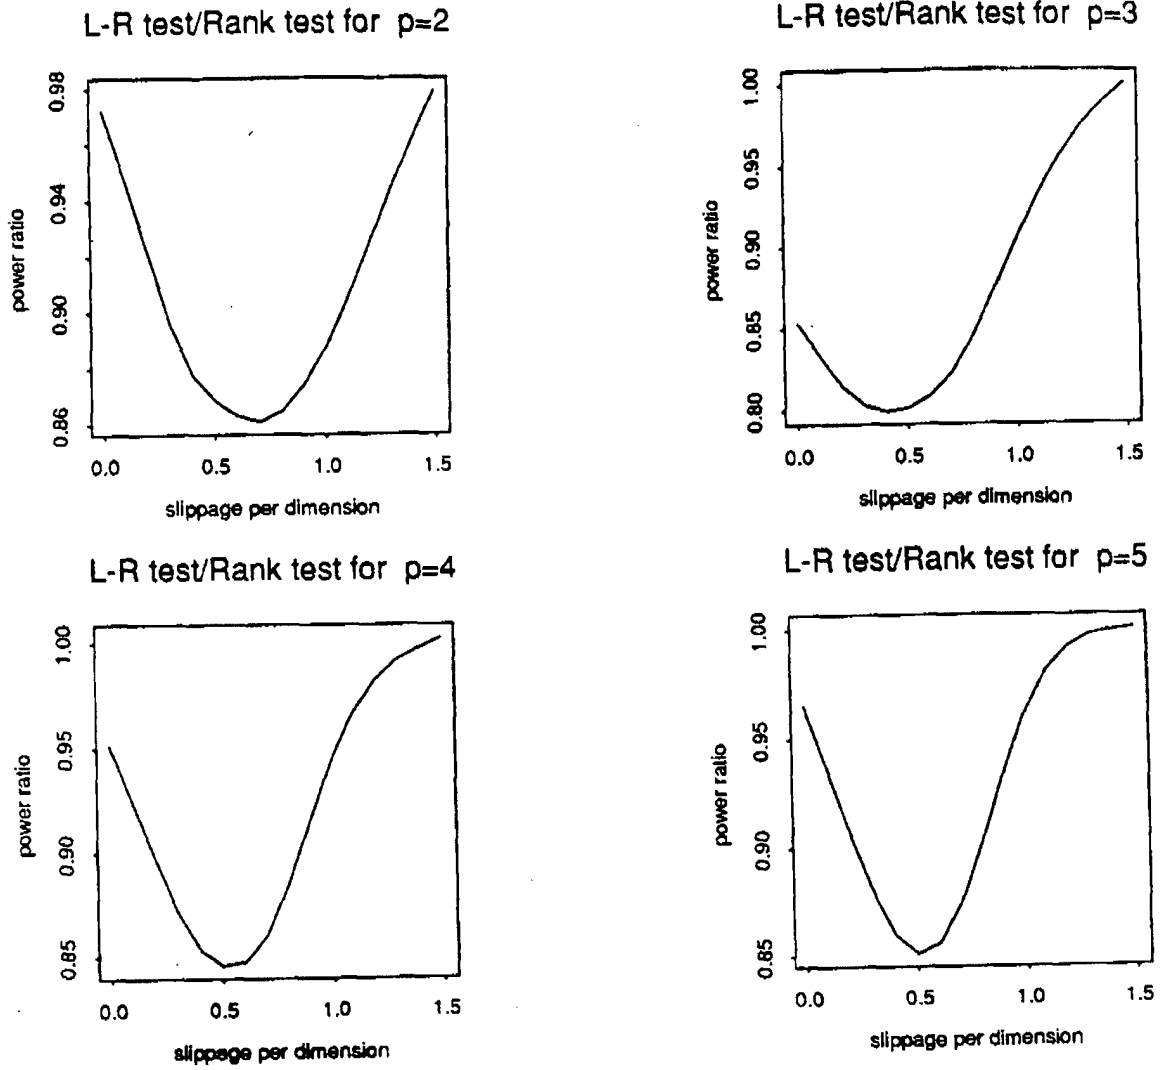 L-R test/Rank test for p=2
power ratio
0.98
0.94
0.90
0.86
0.0 0.5 1.0 1.5
slippage per dimension
L-R test/Rank test for p=3
power ratio
1.00
0.95
0.90
0.85
0.80
0.0 0.5 1.0 1.5
slippage per dimension
L-R test/Rank test for p=4
power ratio
1.00
0.95
0.90
0.85
0.0 0.5 1.0 1.5
slippage per dimension
L-R test/Rank test for p=5
power ratio
1.00
0.95
0.90
0.85
0.0 0.5 1.0 1.5
slippage per dimension